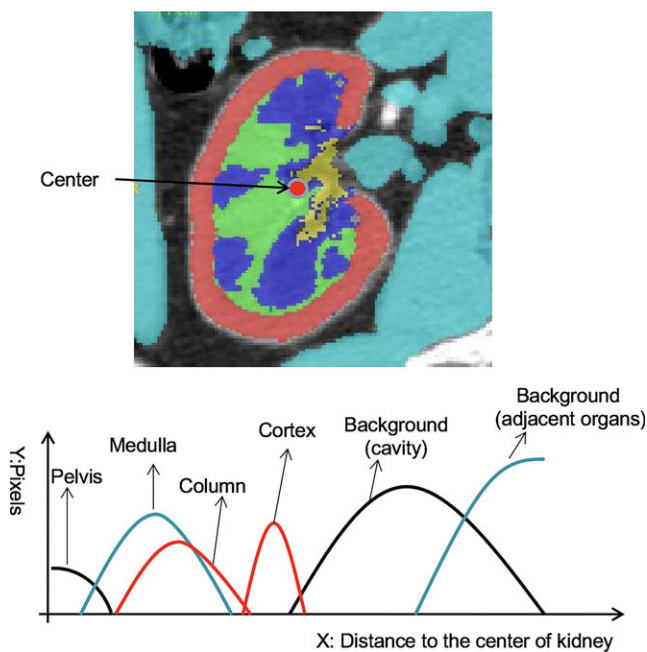 Center
Background
(adjacent organs)
Cortex
Background
(cavity)
Medulla
Pelvis
Column
Y:Pixels
X: Distance to the center of kidney